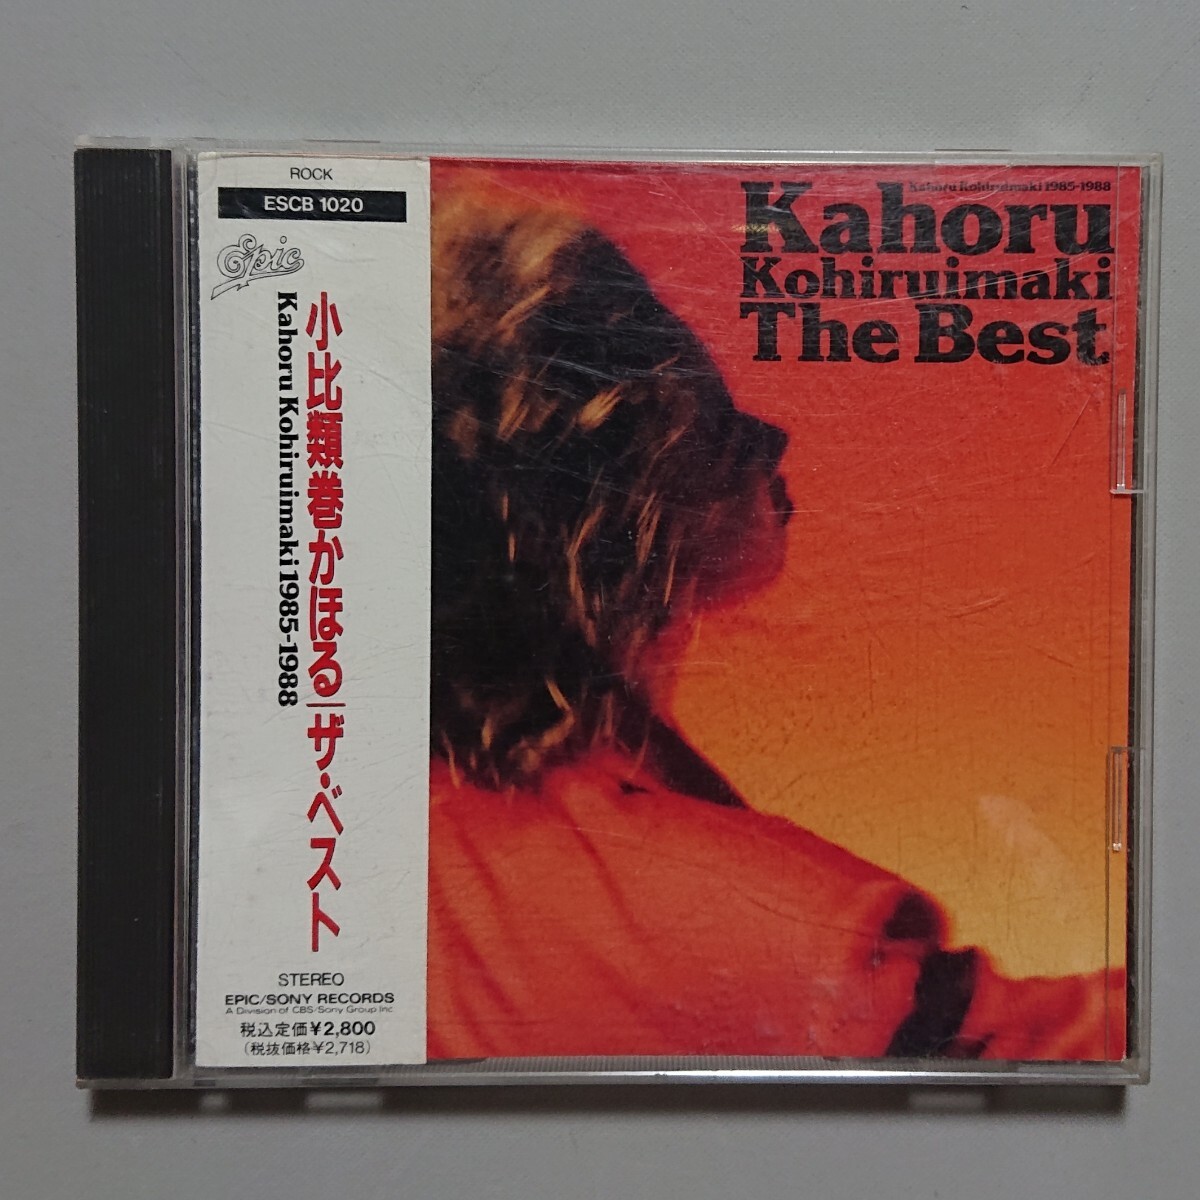 ROCK
ESCB 1020
Epic
小比類巻かほる|ザ・ベスト
Kahoru Kohiruimaki 1985-1988
STEREO
EPIC/SONY RECORDS
A Division of CBS/Sony Group Inc
税込定価¥2,800
(税抜価格¥2,718)
Kahoru Kohiruimaki 1985-1988
Kahoru
Kohiruimaki
The Best